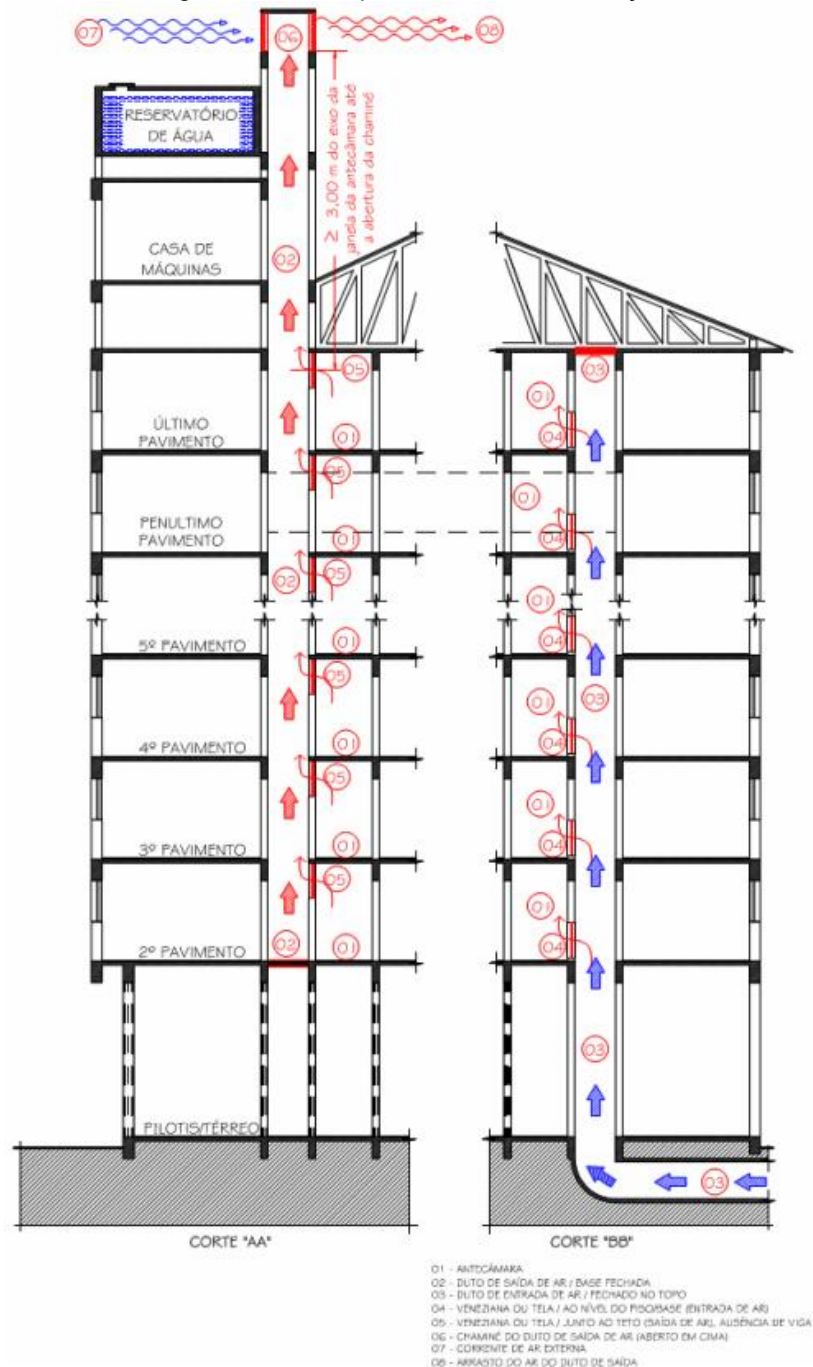 07
06
08
RESERVATÓRIO
DE ÁGUA
≥ 3,00 m do eixo da
janela da antecâmara até
a abertura da chaminé
CASA DE
MÁQUINAS
02
05
03
ÚLTIMO
PAVIMENTO
01
01
04
05
PENULTIMO
PAVIMENTO
01
01
04
02
05
5º PAVIMENTO
01
01
04
05
03
4º PAVIMENTO
01
01
04
05
3º PAVIMENTO
01
01
04
05
2º PAVIMENTO
02
01
01
04
03
PILOTIS/TÉRREO
03
CORTE "AA"
CORTE "BB"
01 - ANTECÂMARA
02 - DUTO DE SAÍDA DE AR / BASE FECHADA
03 - DUTO DE ENTRADA DE AR / FECHADO NO TOPO
04 - VENEZIANA OU TELA / AO NÍVEL DO PISO/BASE (ENTRADA DE AR)
05 - VENEZIANA OU TELA / JUNTO AO TETO (SAÍDA DE AR), AUSÊNCIA DE VIGA
06 - CHAMINÉ DO DUTO DE SAÍDA DE AR (ABERTO EM CIMA)
07 - CORRENTE DE AR EXTERNA
08 - ARRASTO DO AR DO DUTO DE SAÍDA